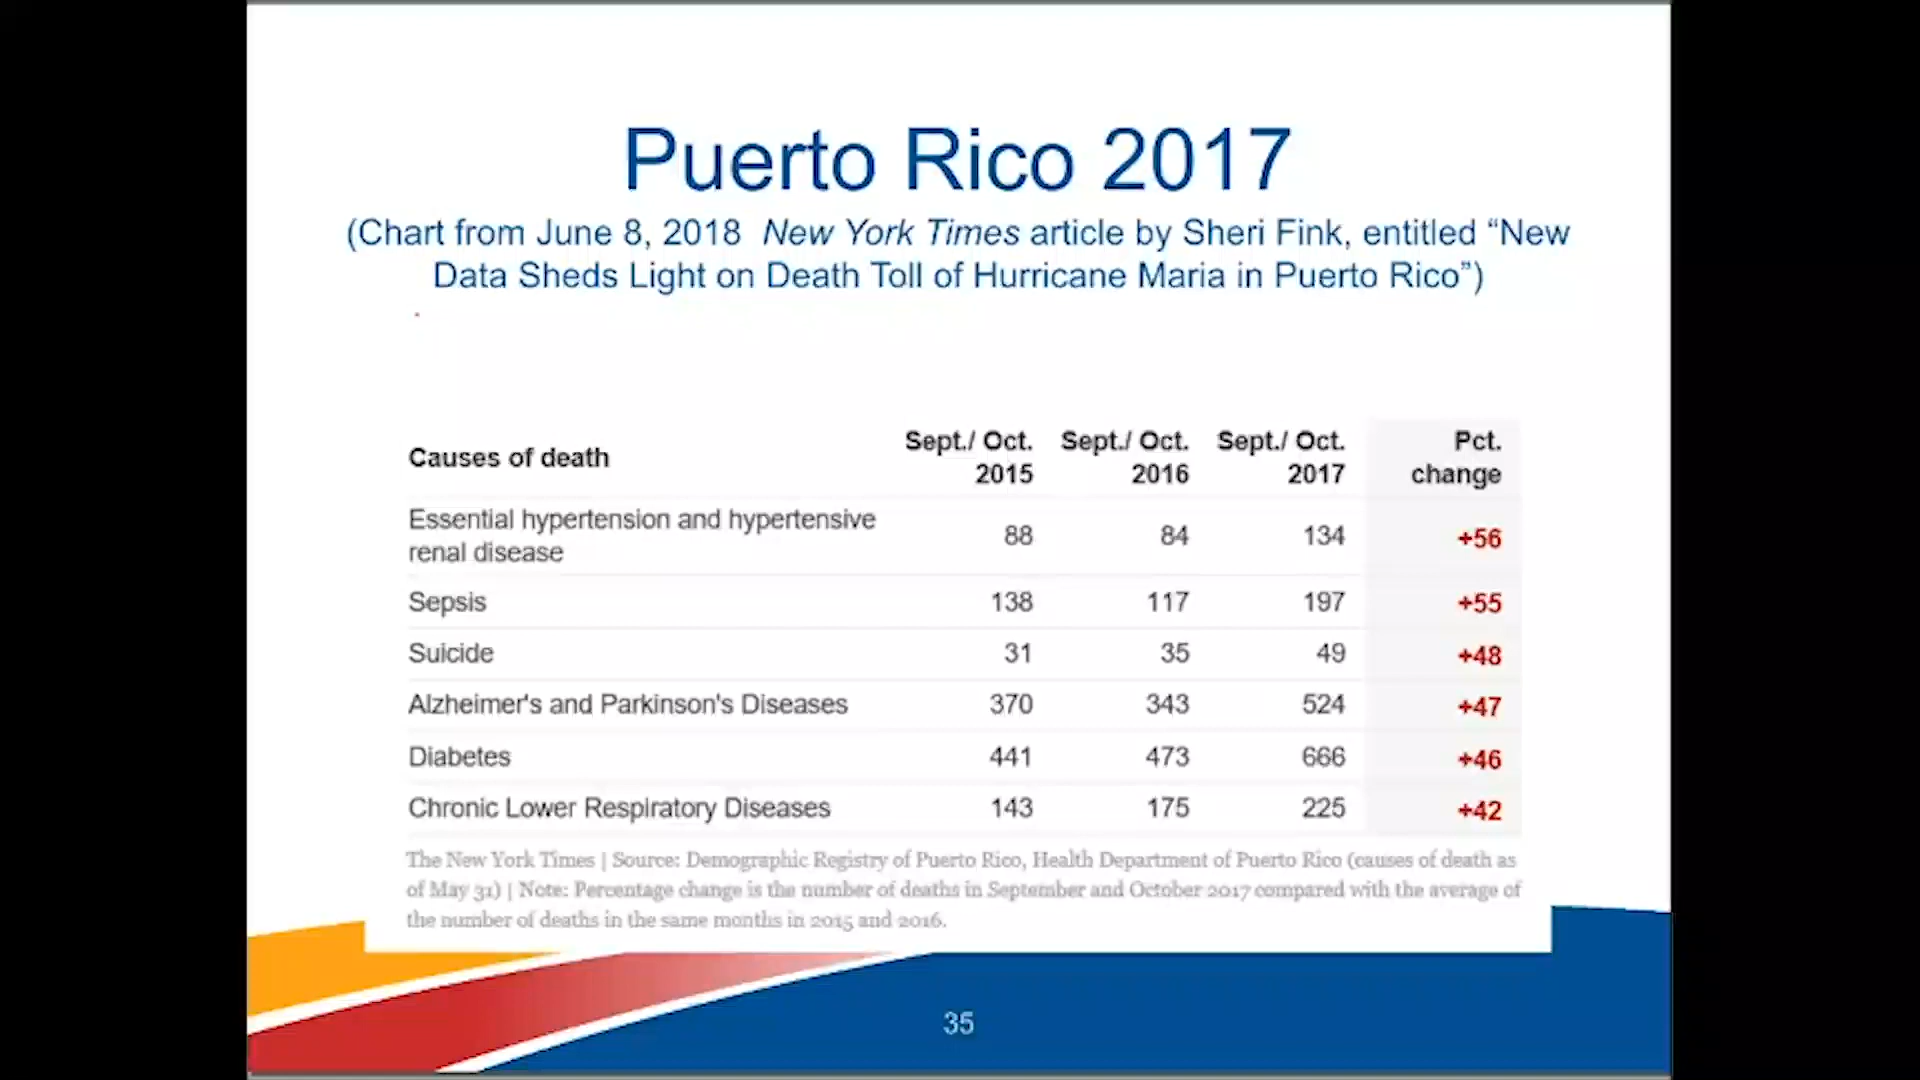 Puerto Rico 2017
(Chart from June 8, 2018 New York Times article by Sheri Fink, entitled “New
Data Sheds Light on Death Toll of Hurricane Maria in Puerto Rico”)
Causes of death Sept./ Oct. 2015 Sept./ Oct. 2016 Sept./ Oct. 2017 Pct. change
Essential hypertension and hypertensive renal disease 88 84 134 +56
Sepsis 138 117 197 +55
Suicide 31 35 49 +48
Alzheimer's and Parkinson's Diseases 370 343 524 +47
Diabetes 441 473 666 +46
Chronic Lower Respiratory Diseases 143 175 225 +42
The New York Times | Source: Demographic Registry of Puerto Rico, Health Department of Puerto Rico (causes of death as
of May 31) | Note: Percentage change is the number of deaths in September and October 2017 compared with the average of
the number of deaths in the same months in 2015 and 2016.
35